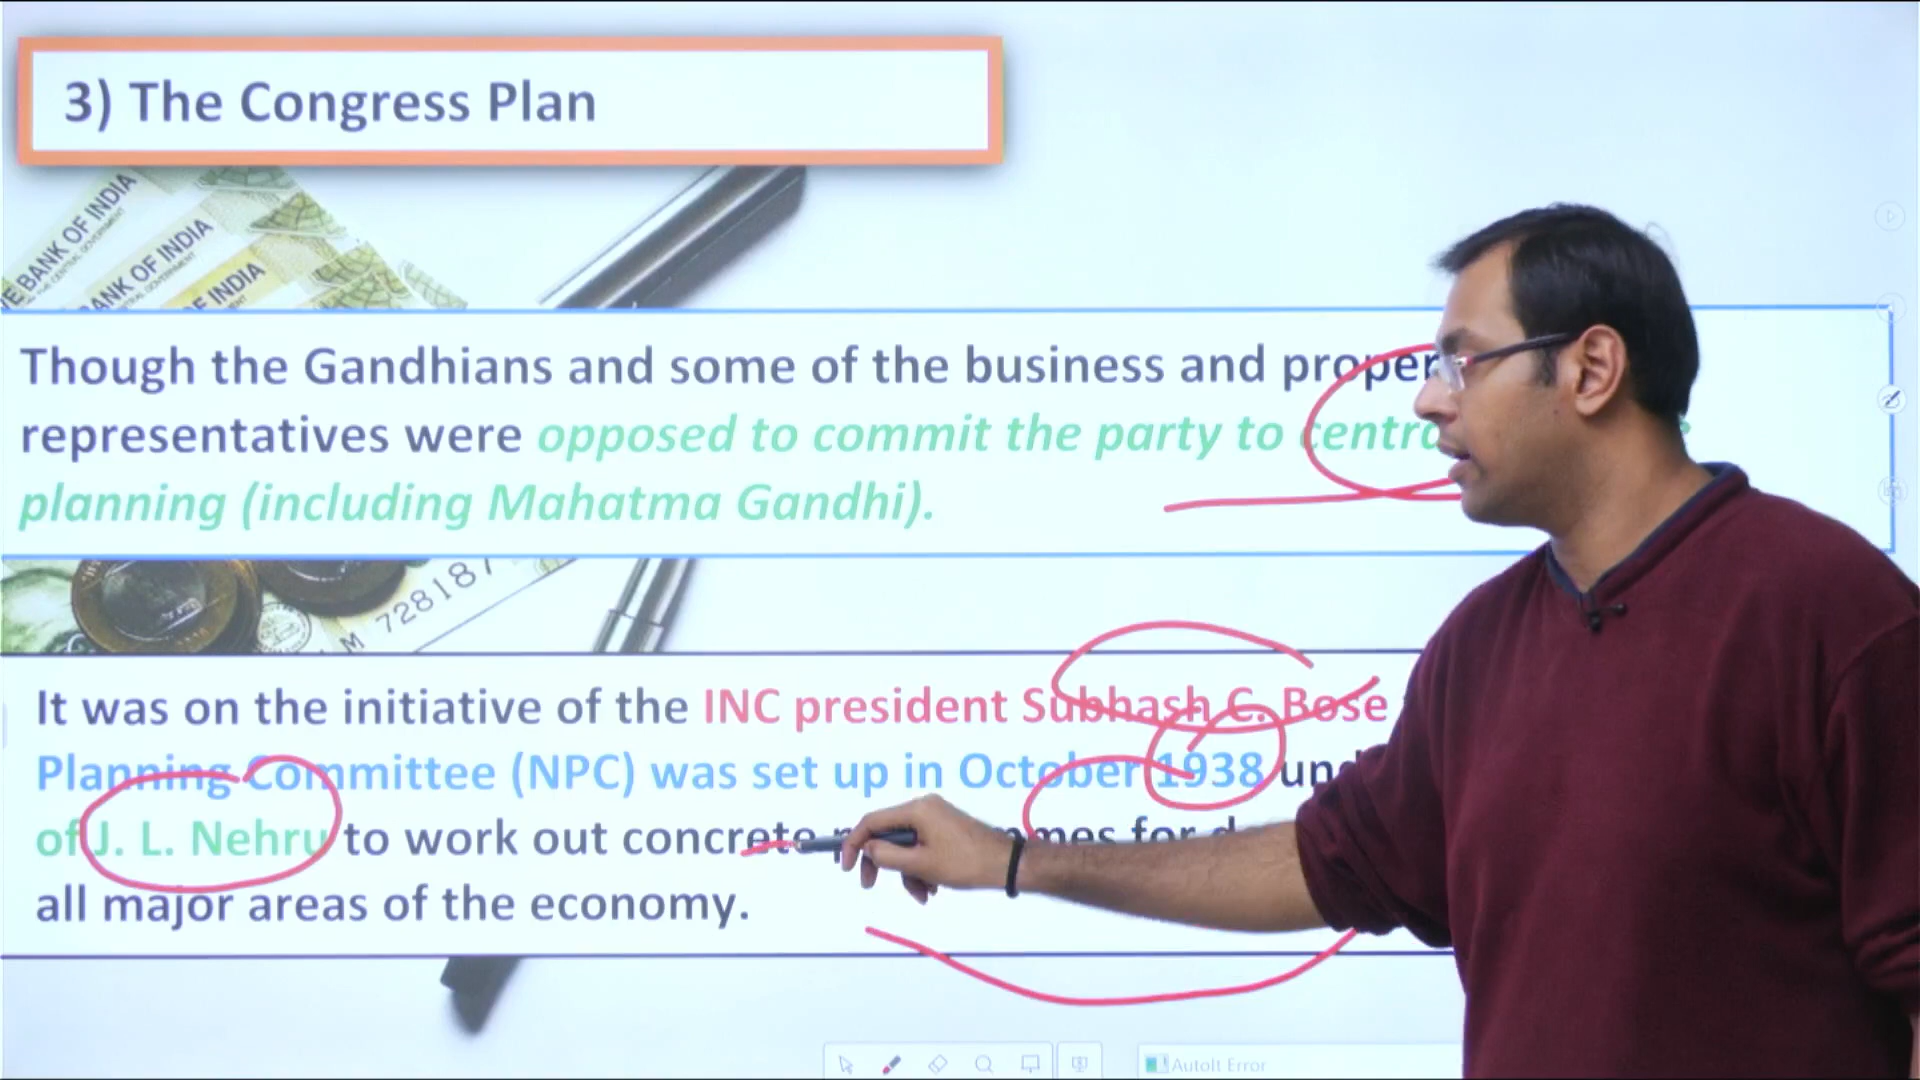 3) The Congress Plan
BANK OF INDIA
BANK OF INDIA
OF INDIA
Though the Gandhians and some of the business and
representatives were opposed to commit the party to
planning (including Mahatma Gandhi).
728187
It was on the initiative of the INC president Subhash C. Bose
Planning Committee (NPC) was set up in October 1938
of J. L. Nehru to work out concrete for
all major areas of the economy.
AutoIt Error